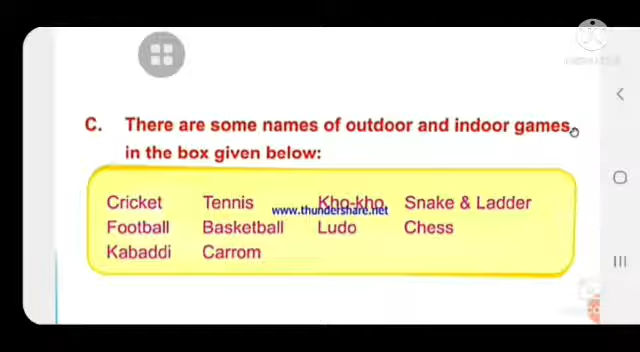 C. There are some names of outdoor and indoor games
in the box given below:
Cricket Tennis Kho-kho Snake & Ladder
www.thundershare.net
Football Basketball Ludo Chess
Kabaddi Carrom